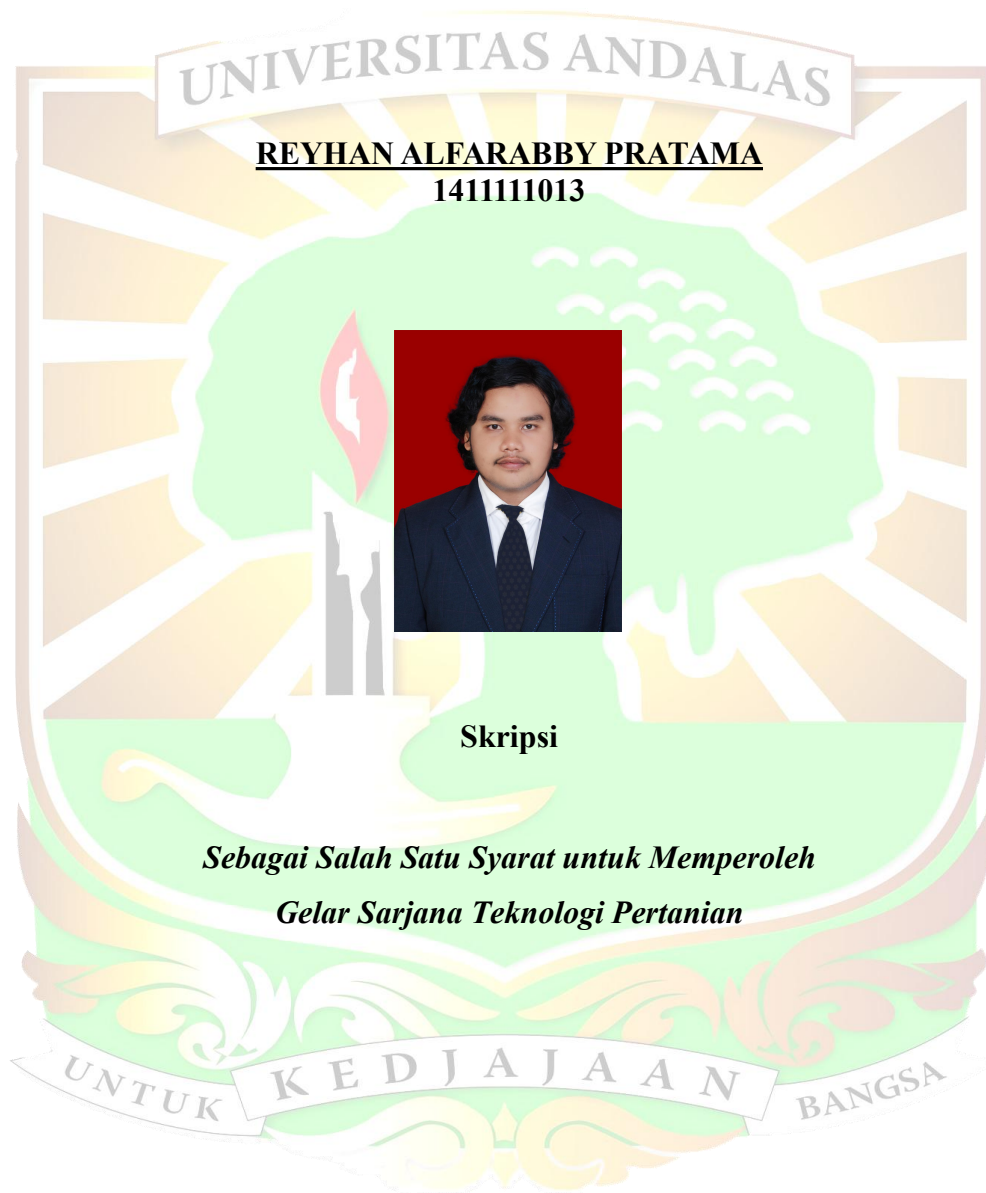 UNIVERSITAS ANDALAS
REYHAN ALFARABBY PRATAMA
1411111013
Skripsi
Sebagai Salah Satu Syarat untuk Memperoleh
Gelar Sarjana Teknologi Pertanian
UNTUK KEDJAJAAN BANGSA